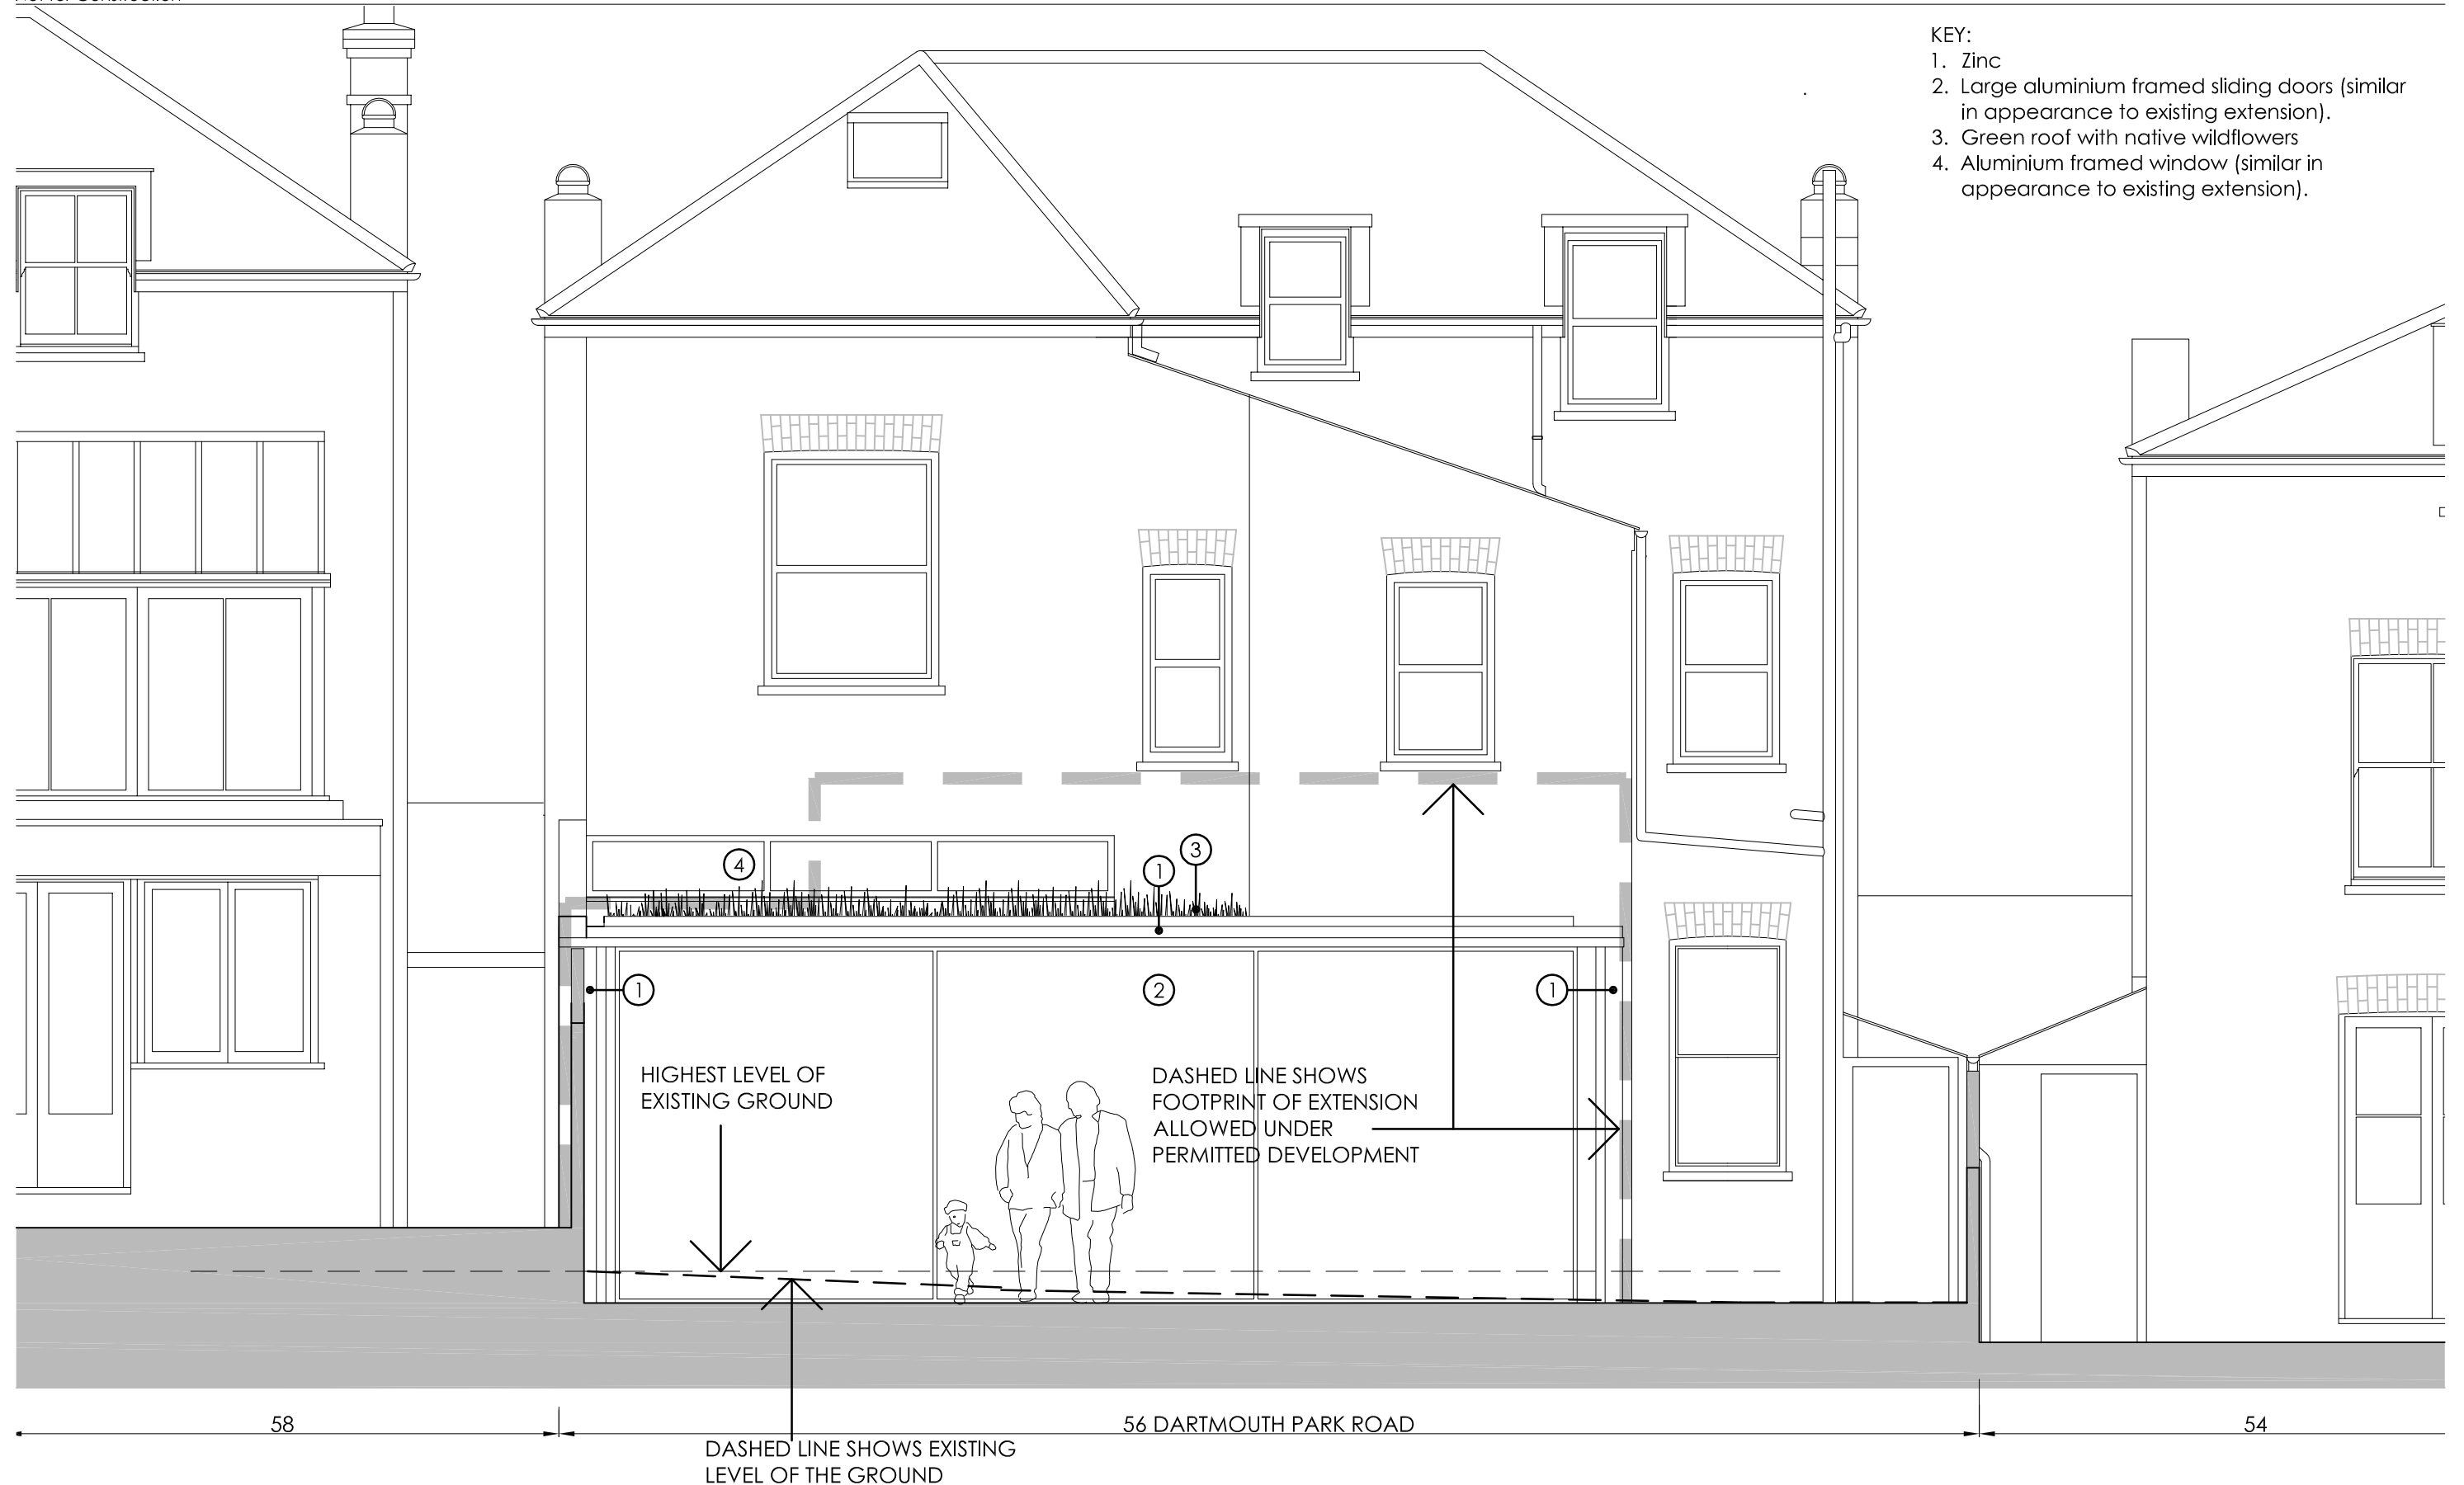 KEY:
1. Zinc
2. Large aluminium framed sliding doors (similar
in appearance to existing extension).
3. Green roof with native wildflowers
4. Aluminium framed window (similar in
appearance to existing extension).
4
1
3
1
2
1
HIGHEST LEVEL OF
EXISTING GROUND
DASHED LINE SHOWS
FOOTPRINT OF EXTENSION
ALLOWED UNDER
PERMITTED DEVELOPMENT
58
56 DARTMOUTH PARK ROAD
54
DASHED LINE SHOWS EXISTING
LEVEL OF THE GROUND